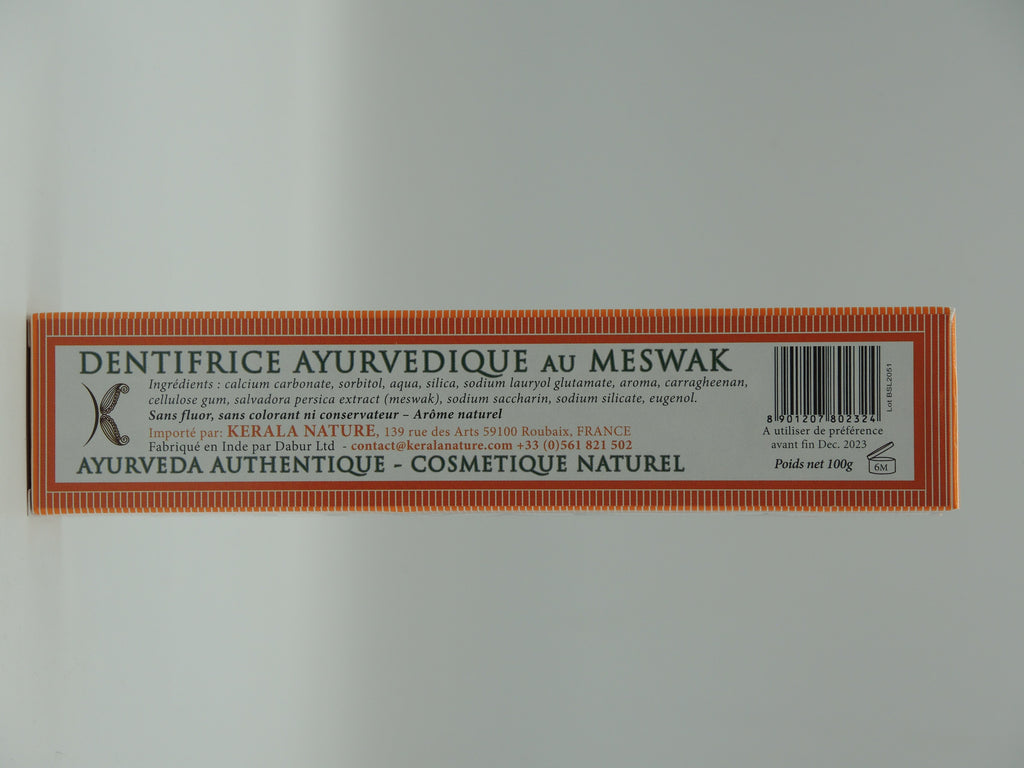 DENTIFRICE AYURVEDIQUE AU MESWAK
Ingrédients : calcium carbonate, sorbitol, aqua, silica, sodium lauryol glutamate, aroma, carragheenan,
cellulose gum, salvadora persica extract (meswak), sodium saccharin, sodium silicate, eugenol.
Sans fluor, sans colorant ni conservateur – Arôme naturel
Importé par: KERALA NATURE, 139 rue des Arts 59100 Roubaix, FRANCE
Fabriqué en Inde par Dabur Ltd - contact@keralanature.com +33 (0)561 821 502
AYURVEDA AUTHENTIQUE - COSMETIQUE NATUREL
Lot BSL2051
8 901207 802324
A utiliser de préférence
avant fin Dec. 2023
Poids net 100g
6M